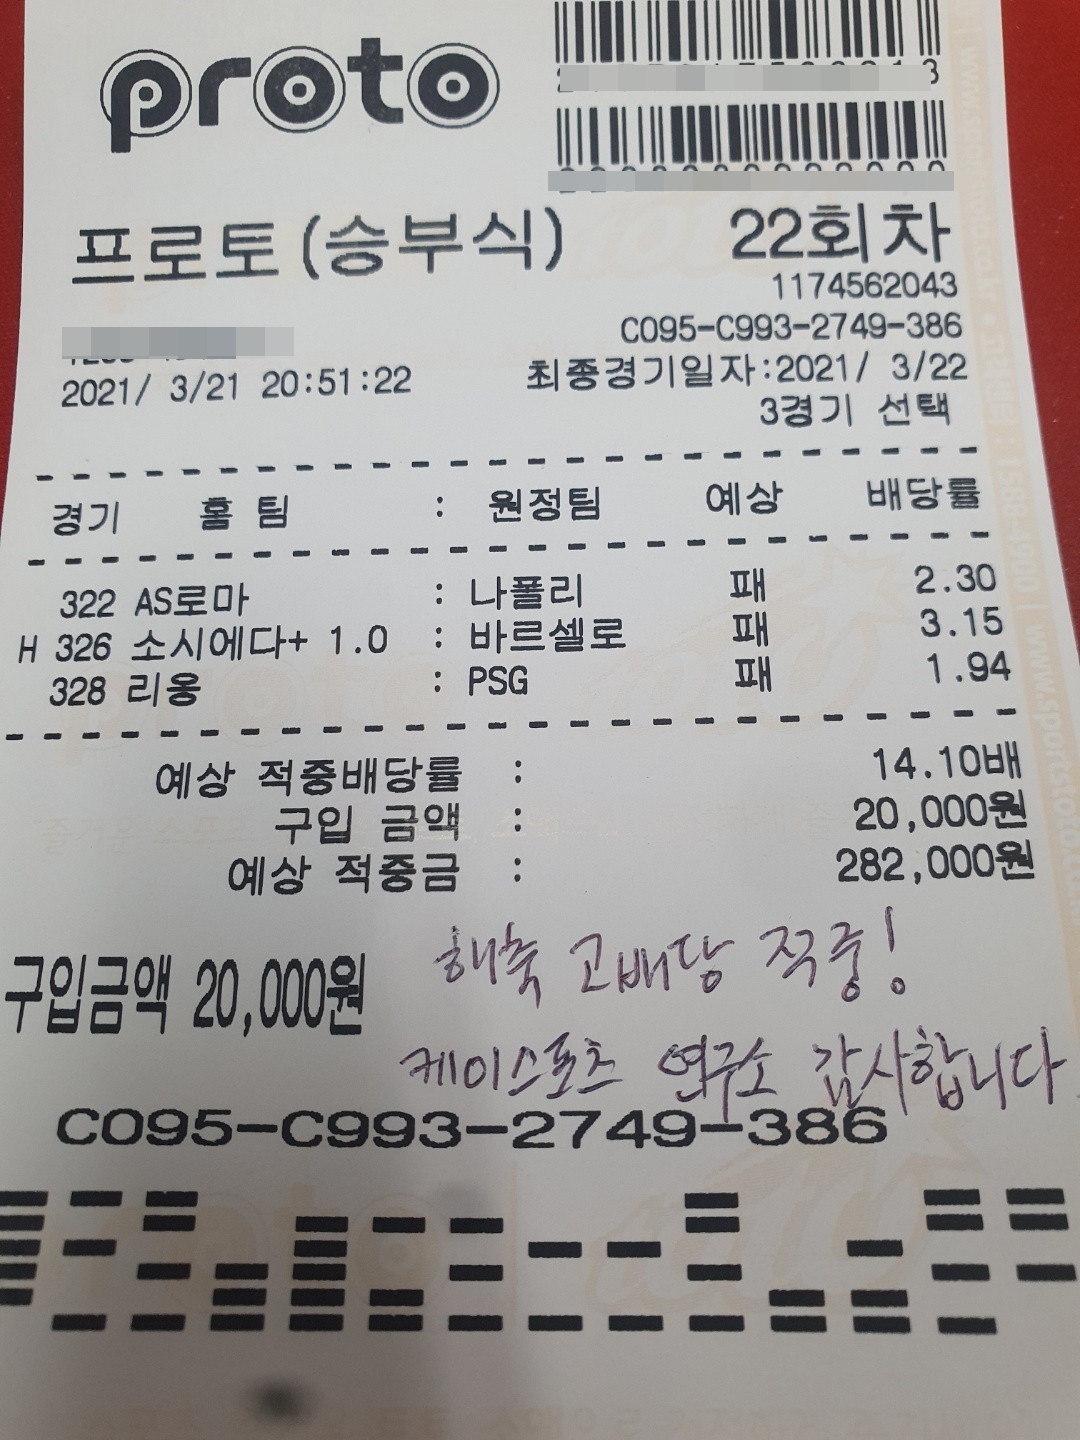 proto
프로토(승부식) 22회차
1174562043
C095-C993-2749-386
2021/ 3/21 20:51:22 최종경기일자:2021/ 3/22
3경기 선택
경기 홈 팀 : 원정팀 예상 배당률
322 AS로마 : 나폴리 패 2.30
H 326 소시에다+ 1.0 : 바르셀로 패 3.15
328 리옹 : PSG 패 1.94
예상 적중배당률 : 14.10배
구입 금액 : 20,000원
예상 적중금 : 282,000원
해축 고배당 적중!
구입금액 20,000원
케이스포츠 연구소 감사합니다
C095-C993-2749-386